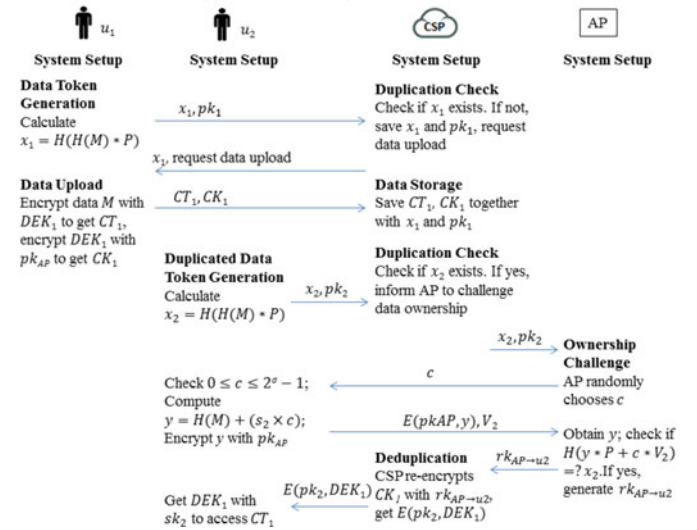 u₁
u₂
CSP
AP
System Setup
System Setup
System Setup
System Setup
Data Token
Generation
Calculate
x₁ = H(H(M) * P)
x₁, pk₁
Duplication Check
Check if x₁ exists. If not,
save x₁ and pk₁, request
data upload
x₁, request data upload
Data Upload
Encrypt data M with
DEK₁ to get CT₁,
encrypt DEK₁ with
pk_AP to get CK₁
CT₁, CK₁
Data Storage
Save CT₁, CK₁ together
with x₁ and pk₁
Duplicated Data
Token Generation
Calculate
x₂ = H(H(M) * P)
x₂, pk₂
Duplication Check
Check if x₂ exists. If yes,
inform AP to challenge
data ownership
x₂, pk₂
Ownership
Challenge
AP randomly
chooses c
c
Check 0 ≤ c ≤ 2^σ − 1;
Compute
y = H(M) + (s₂ × c);
Encrypt y with pk_AP
E(pkAP, y), V₂
Obtain y; check if
H(y * P + c * V₂)
=? x₂.If yes,
generate rk_AP→u2
rk_AP→u2
Deduplication
CSP re-encrypts
CK₁ with rk_AP→u2,
get E(pk₂, DEK₁)
E(pk₂, DEK₁)
Get DEK₁ with
sk₂ to access CT₁